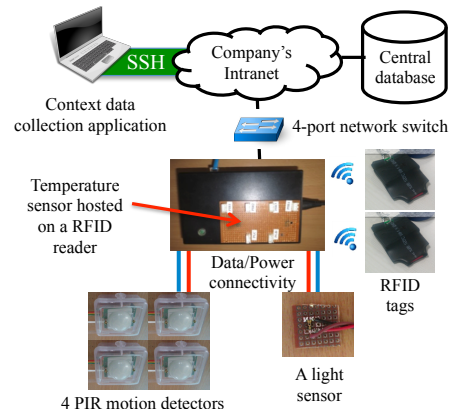 SSH
Company's
Intranet
Central
database
Context data
collection application
4-port network switch
Temperature
sensor hosted
on a RFID
reader
Data/Power
connectivity
RFID
tags
A light
sensor
4 PIR motion detectors